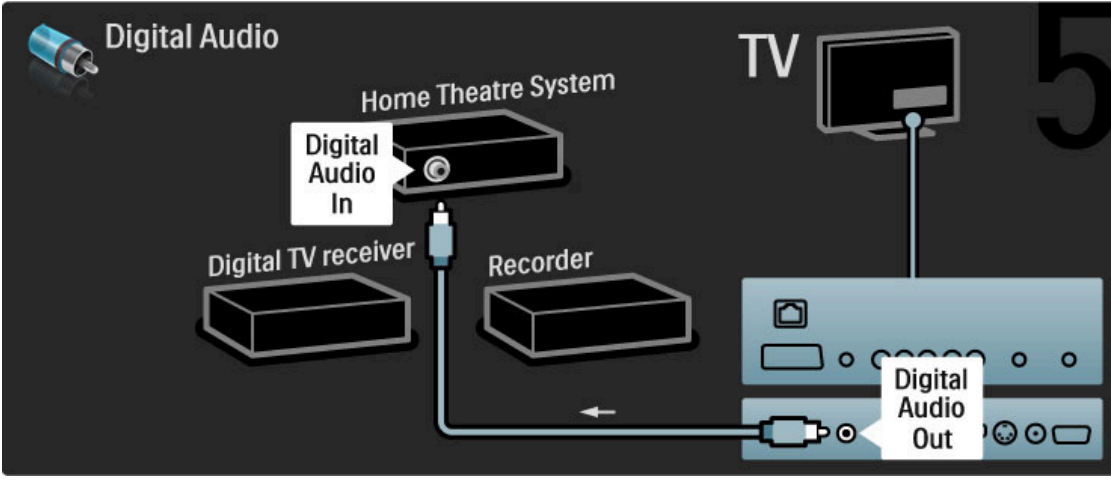 Digital Audio
TV
5
Home Theatre System
Digital
Audio
In
Digital TV receiver
Recorder
Digital
Audio
Out